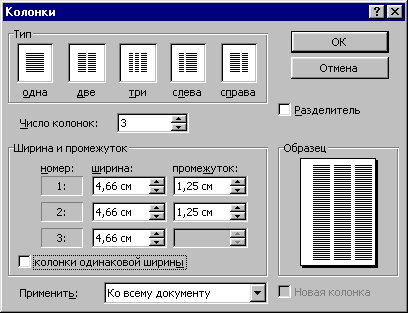 Колонки
Тип
одна две три слева справа
ОК
Отмена
Число колонок: 3
Разделитель
Ширина и промежуток
номер: ширина: промежуток:
1: 4,66 см 1,25 см
2: 4,66 см 1,25 см
3: 4,66 см
колонки одинаковой ширины
Образец
Применить: Ко всему документу
Новая колонка